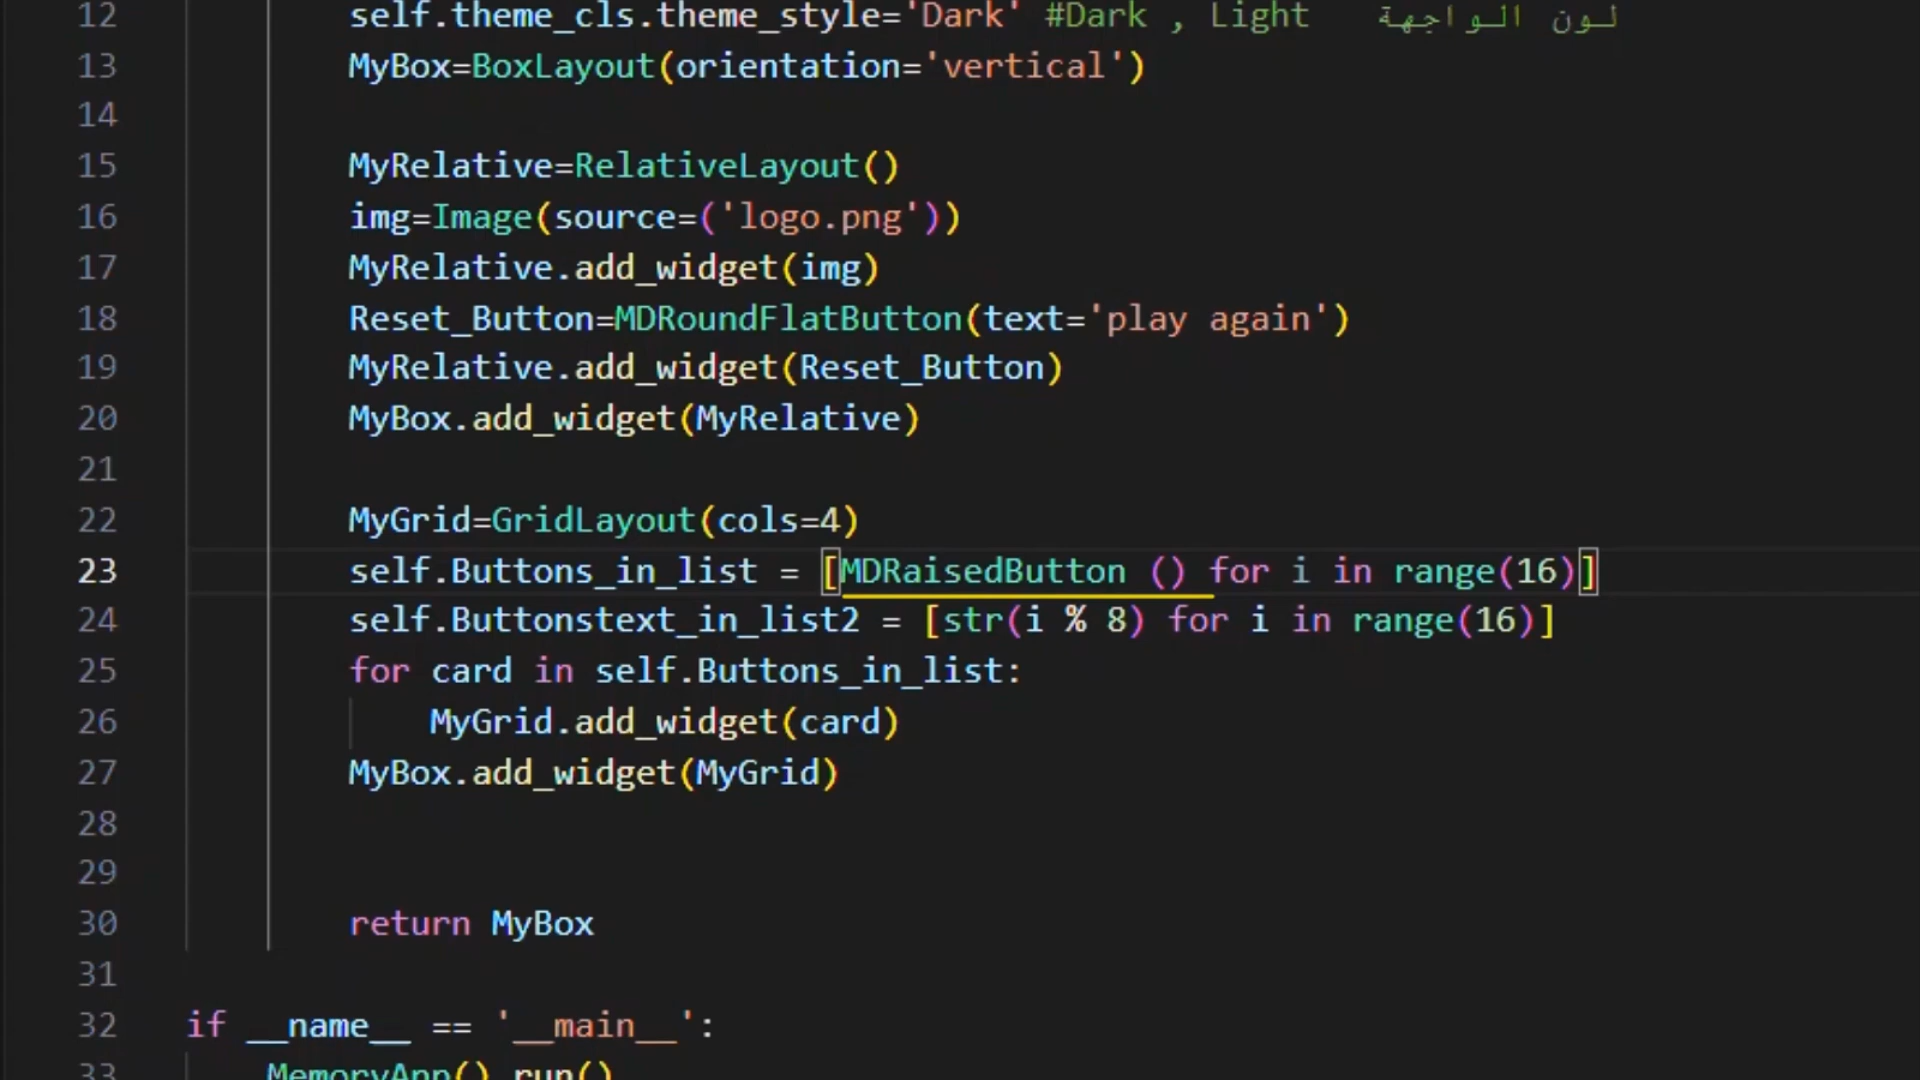 12 self.theme_cls.theme_style='Dark' #Dark , Light لون الواجهة
13 MyBox=BoxLayout(orientation='vertical')
14
15 MyRelative=RelativeLayout()
16 img=Image(source=('logo.png'))
17 MyRelative.add_widget(img)
18 Reset_Button=MDRoundFlatButton(text='play again')
19 MyRelative.add_widget(Reset_Button)
20 MyBox.add_widget(MyRelative)
21
22 MyGrid=GridLayout(cols=4)
23 self.Buttons_in_list = [MDRaisedButton () for i in range(16)]
24 self.Buttonstext_in_list2 = [str(i % 8) for i in range(16)]
25 for card in self.Buttons_in_list:
26 MyGrid.add_widget(card)
27 MyBox.add_widget(MyGrid)
28
29
30 return MyBox
31
32 if __name__ == '__main__':
33 MemoryApp().run()